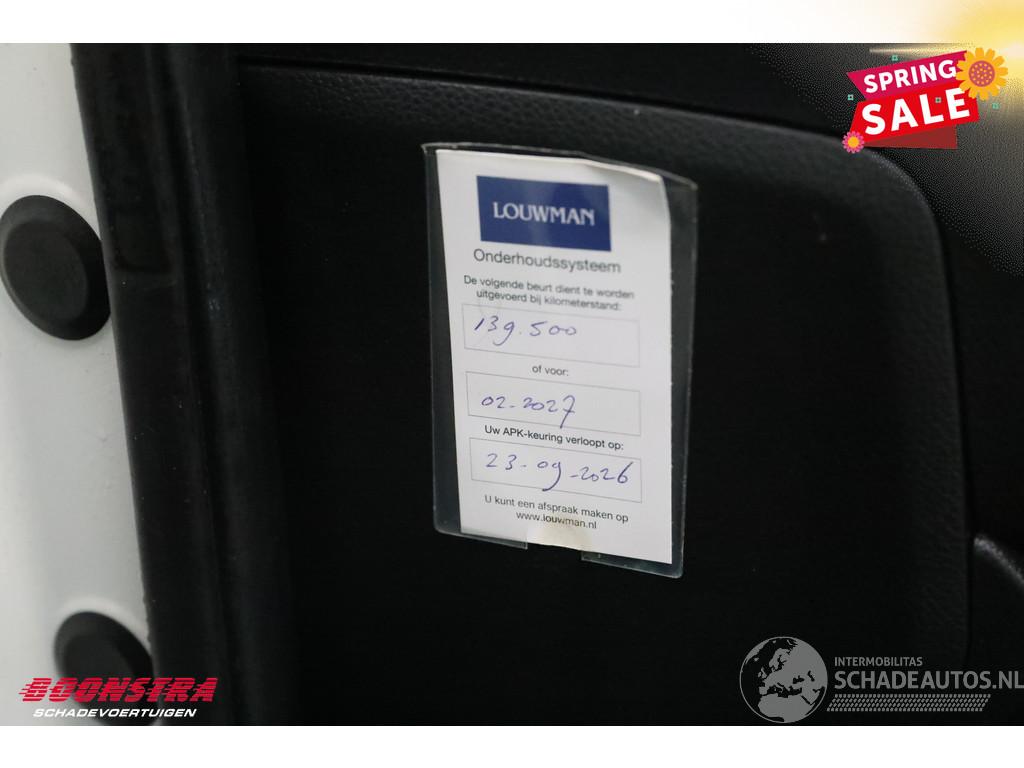 SPRING
SALE
LOUWMAN
Onderhoudssysteem
De volgende beurt dient te worden
uitgevoerd bij kilometerstand:
139.500
of voor:
02-2027
Uw APK-keuring verloopt op:
23-09-2026
U kunt een afspraak maken op
www.louwman.nl
BOONSTRA
SCHADEVOERTUIGEN
INTERMOBILITAS
SCHADEAUTOS.NL